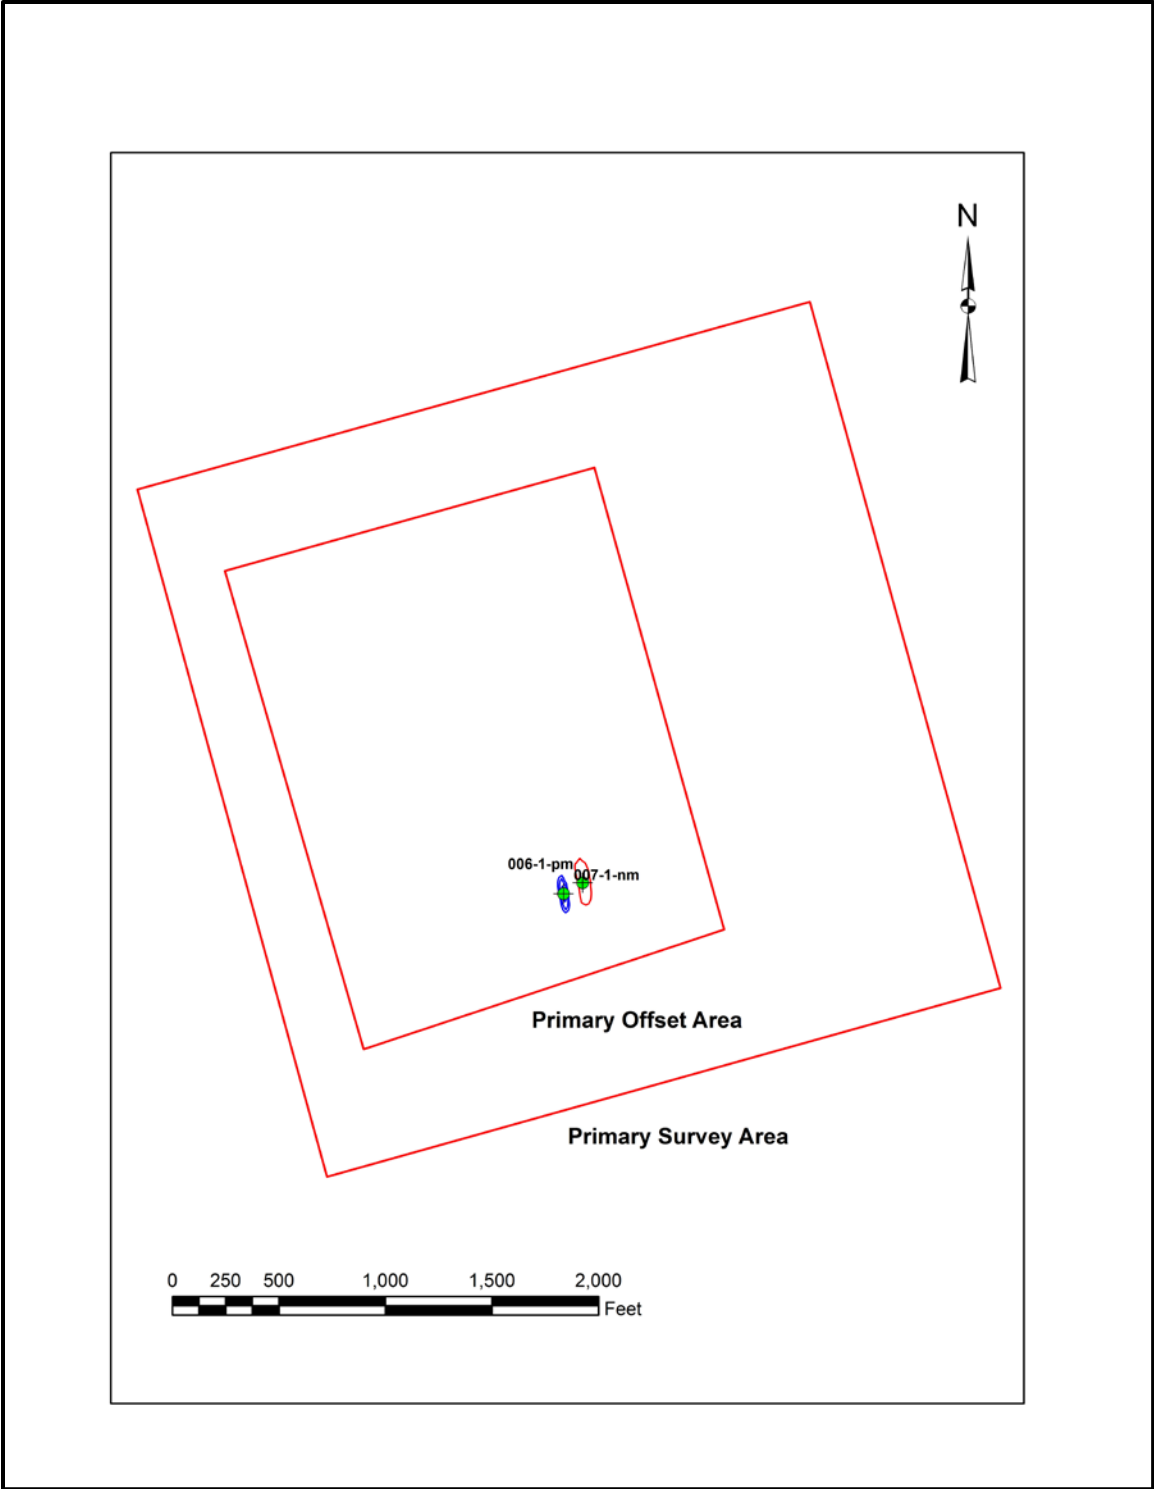 N
006-1-pm
007-1-nm
Primary Offset Area
Primary Survey Area
0 250 500 1,000 1,500 2,000
Feet